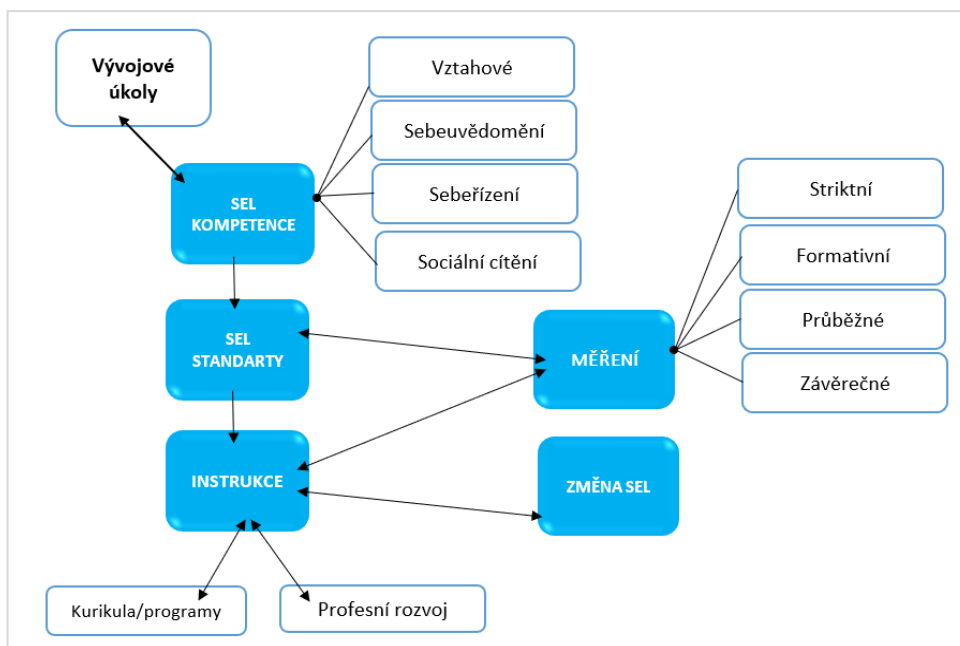 Vývojové
úkoly
Vztahové
Sebeuvědomění
Sebeřízení
Sociální cítění
SEL
KOMPETENCE
Striktní
Formativní
Průběžné
Závěrečné
SEL
STANDARTY
MĚŘENÍ
INSTRUKCE
ZMĚNA SEL
Kurikula/programy
Profesní rozvoj